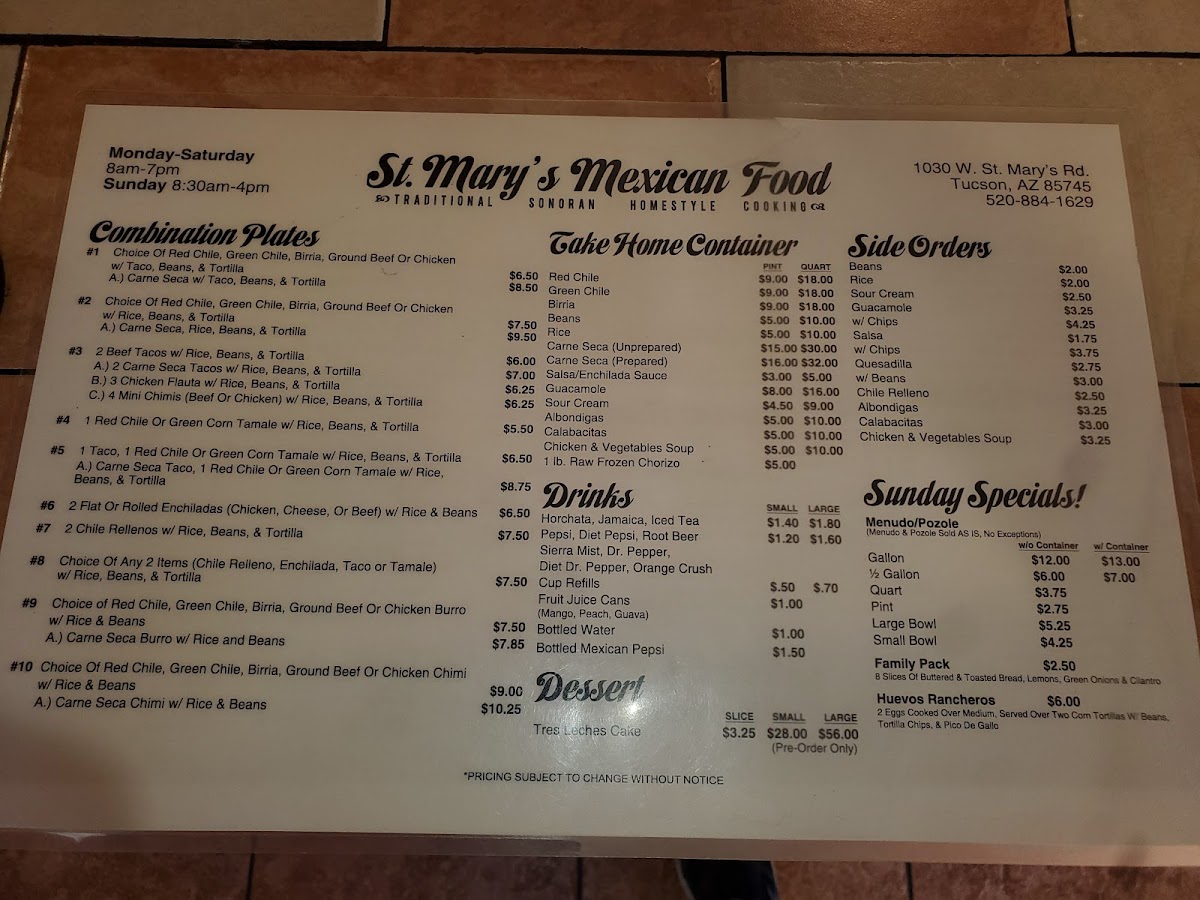 Monday-Saturday
8am-7pm
Sunday 8:30am-4pm
St. Mary's Mexican Food
TRADITIONAL SONORAN HOMESTYLE COOKING
1030 W. St. Mary's Rd.
Tucson, AZ 85745
520-884-1629
Combination Plates
#1 Choice Of Red Chile, Green Chile, Birria, Ground Beef Or Chicken
w/ Taco, Beans, & Tortilla $6.50
A.) Carne Seca w/ Taco, Beans, & Tortilla $8.50
#2 Choice Of Red Chile, Green Chile, Birria, Ground Beef Or Chicken
w/ Rice, Beans, & Tortilla $7.50
A.) Carne Seca, Rice, Beans, & Tortilla $9.50
#3 2 Beef Tacos w/ Rice, Beans, & Tortilla $6.00
A.) 2 Carne Seca Tacos w/ Rice, Beans, & Tortilla $7.00
B.) 3 Chicken Flauta w/ Rice, Beans, & Tortilla $6.25
C.) 4 Mini Chimis (Beef Or Chicken) w/ Rice, Beans, & Tortilla $6.25
#4 1 Red Chile Or Green Corn Tamale w/ Rice, Beans, & Tortilla $5.50
#5 1 Taco, 1 Red Chile Or Green Corn Tamale w/ Rice, Beans, & Tortilla $6.50
A.) Carne Seca Taco, 1 Red Chile Or Green Corn Tamale w/ Rice,
Beans, & Tortilla $8.75
#6 2 Flat Or Rolled Enchiladas (Chicken, Cheese, Or Beef) w/ Rice & Beans $6.50
#7 2 Chile Rellenos w/ Rice, Beans, & Tortilla $7.50
#8 Choice Of Any 2 Items (Chile Relleno, Enchilada, Taco or Tamale)
w/ Rice, Beans, & Tortilla $7.50
#9 Choice of Red Chile, Green Chile, Birria, Ground Beef Or Chicken Burro
w/ Rice & Beans $7.50
A.) Carne Seca Burro w/ Rice and Beans $7.85
#10 Choice Of Red Chile, Green Chile, Birria, Ground Beef Or Chicken Chimi
w/ Rice & Beans $9.00
A.) Carne Seca Chimi w/ Rice & Beans $10.25
Take Home Container
PINT QUART
Red Chile $9.00 $18.00
Green Chile $9.00 $18.00
Birria $9.00 $18.00
Beans $5.00 $10.00
Rice $5.00 $10.00
Carne Seca (Unprepared) $15.00 $30.00
Carne Seca (Prepared) $16.00 $32.00
Salsa/Enchilada Sauce $3.00 $5.00
Guacamole $8.00 $16.00
Sour Cream $4.50 $9.00
Albondigas $5.00 $10.00
Calabacitas $5.00 $10.00
Chicken & Vegetables Soup $5.00 $10.00
1 lb. Raw Frozen Chorizo $5.00
Drinks
SMALL LARGE
Horchata, Jamaica, Iced Tea $1.40 $1.80
Pepsi, Diet Pepsi, Root Beer $1.20 $1.60
Sierra Mist, Dr. Pepper,
Diet Dr. Pepper, Orange Crush
Cup Refills $.50 $.70
Fruit Juice Cans $1.00
(Mango, Peach, Guava)
Bottled Water $1.00
Bottled Mexican Pepsi $1.50
Dessert
SLICE SMALL LARGE
Tres Leches Cake $3.25 $28.00 $56.00
(Pre-Order Only)
Side Orders
Beans $2.00
Rice $2.00
Sour Cream $2.50
Guacamole $3.25
w/ Chips $4.25
Salsa $1.75
w/ Chips $3.75
Quesadilla $2.75
w/ Beans $3.00
Chile Relleno $2.50
Albondigas $3.25
Calabacitas $3.00
Chicken & Vegetables Soup $3.25
Sunday Specials!
Menudo/Pozole
(Menudo & Pozole Sold AS IS, No Exceptions)
w/o Container w/ Container
Gallon $12.00 $13.00
½ Gallon $6.00 $7.00
Quart $3.75
Pint $2.75
Large Bowl $5.25
Small Bowl $4.25
Family Pack $2.50
8 Slices Of Buttered & Toasted Bread, Lemons, Green Onions & Cilantro
Huevos Rancheros $6.00
2 Eggs Cooked Over Medium, Served Over Two Corn Tortillas W/ Beans,
Tortilla Chips, & Pico De Gallo
*PRICING SUBJECT TO CHANGE WITHOUT NOTICE